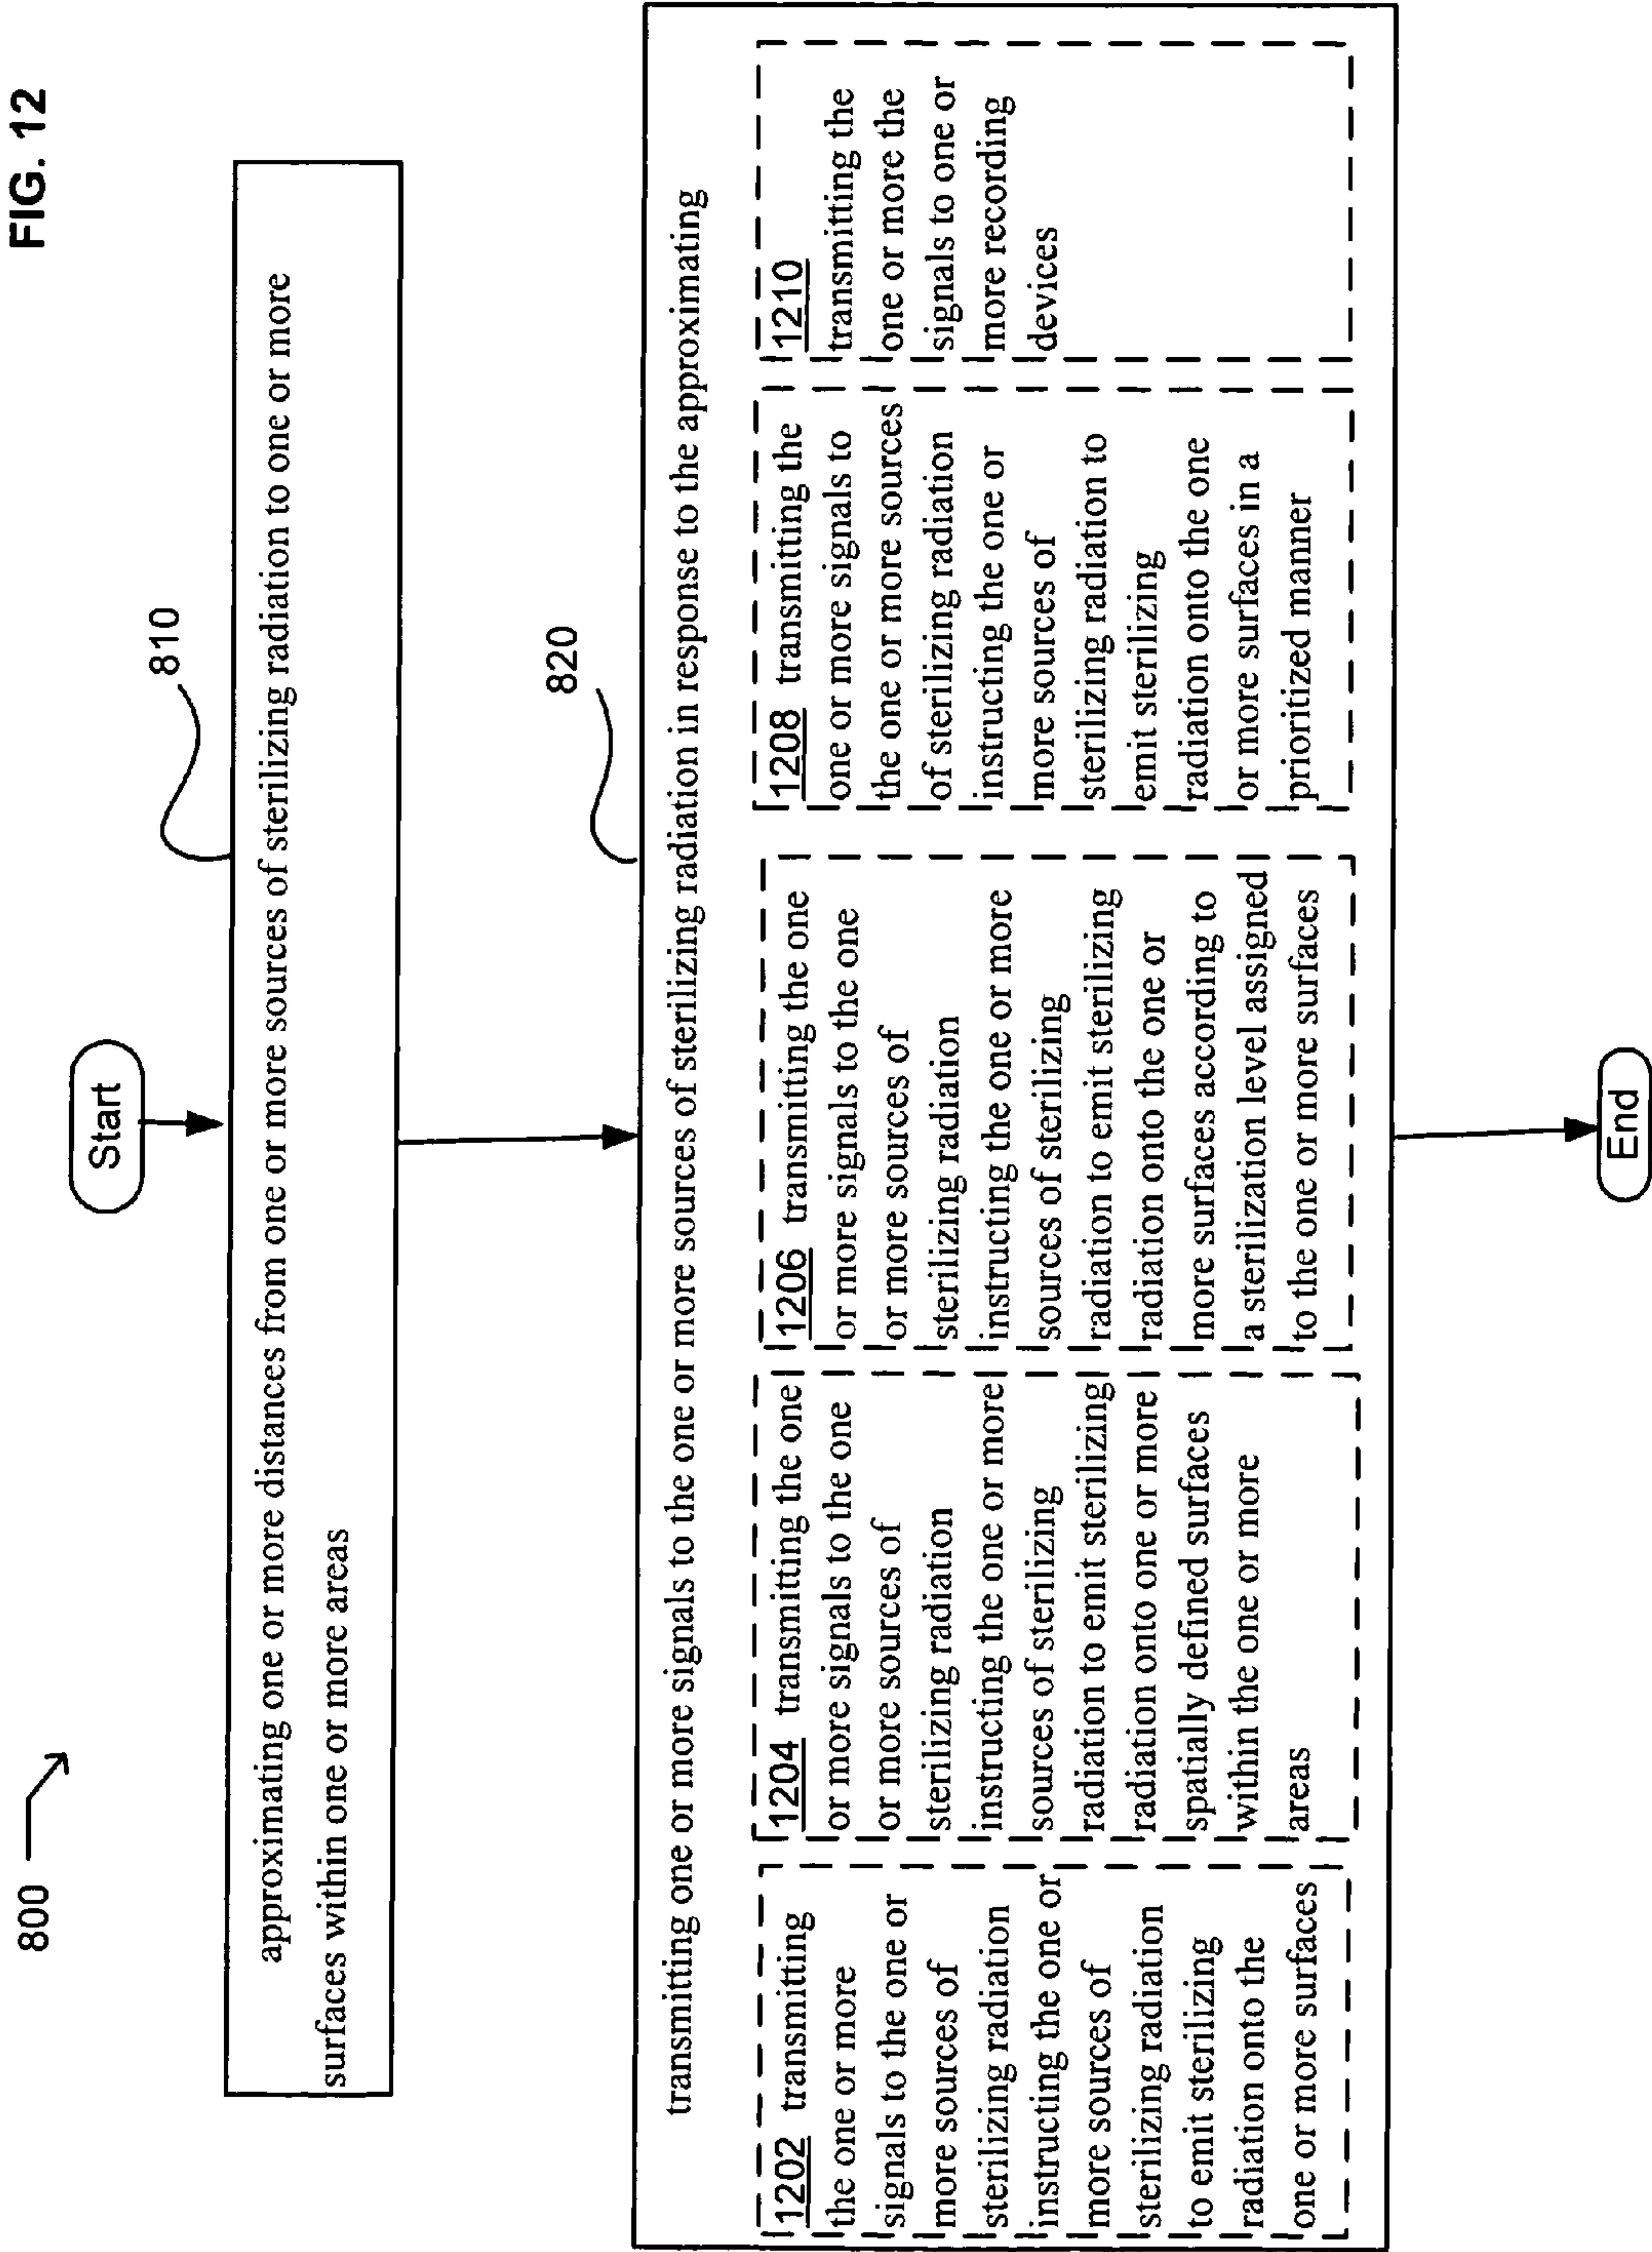 FIG. 12
800
Start
810
approximating one or more distances from one or more sources of sterilizing radiation to one or more
surfaces within one or more areas
820
transmitting one or more signals to the one or more sources of sterilizing radiation in response to the approximating
1202 transmitting
the one or more
signals to the one or
more sources of
sterilizing radiation
instructing the one or
more sources of
sterilizing radiation
to emit sterilizing
radiation onto the
one or more surfaces
1204 transmitting the one
or more signals to the one
or more sources of
sterilizing radiation
instructing the one or more
sources of sterilizing
radiation to emit sterilizing
radiation onto one or more
spatially defined surfaces
within the one or more
areas
1206 transmitting the one
or more signals to the one
or more sources of
sterilizing radiation
instructing the one or more
sources of sterilizing
radiation to emit sterilizing
radiation onto the one or
more surfaces according to
a sterilization level assigned
to the one or more surfaces
1208 transmitting the
one or more signals to
the one or more sources
of sterilizing radiation
instructing the one or
more sources of
sterilizing radiation to
emit sterilizing
radiation onto the one
or more surfaces in a
prioritized manner
1210
transmitting the
one or more the
signals to one or
more recording
devices
End